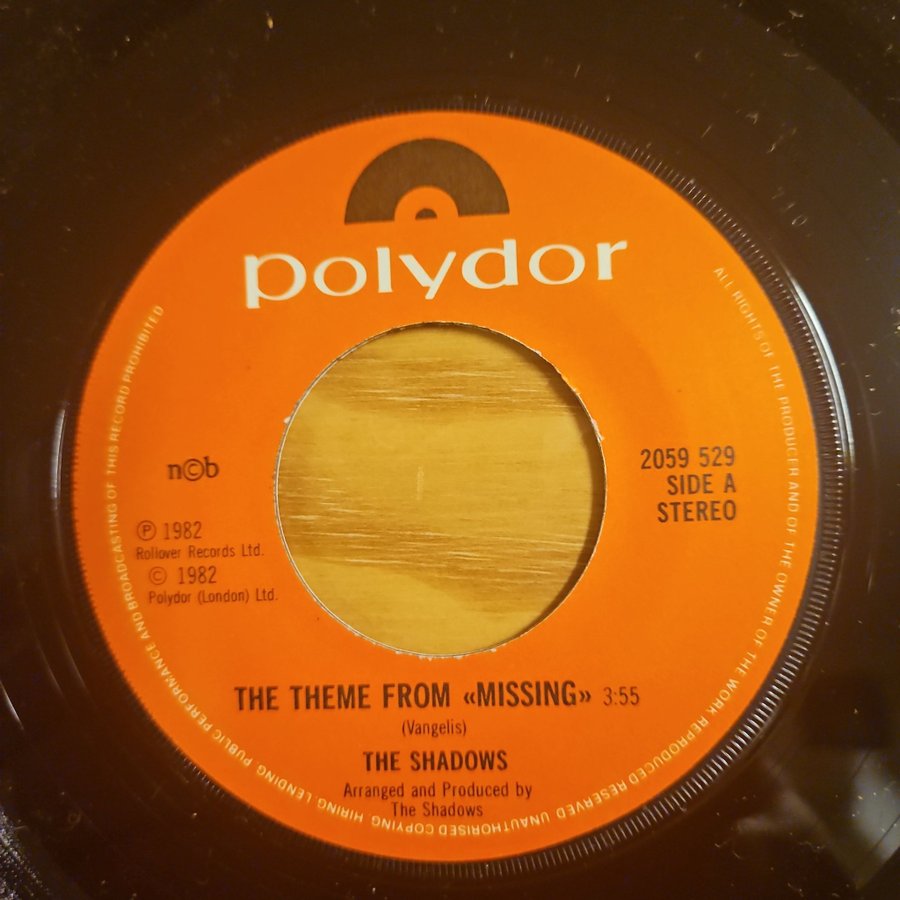 polydor
ncb
℗ 1982
Rollover Records Ltd.
© 1982
Polydor (London) Ltd.
2059 529
SIDE A
STEREO
THE THEME FROM «MISSING» 3:55
(Vangelis)
THE SHADOWS
Arranged and Produced by
The Shadows
ALL RIGHTS OF THE PRODUCER AND OF THE OWNER OF THE WORK REPRODUCED RESERVED UNAUTHORISED COPYING HIRING LENDING PUBLIC PERFORMANCE AND BROADCASTING OF THIS RECORD PROHIBITED